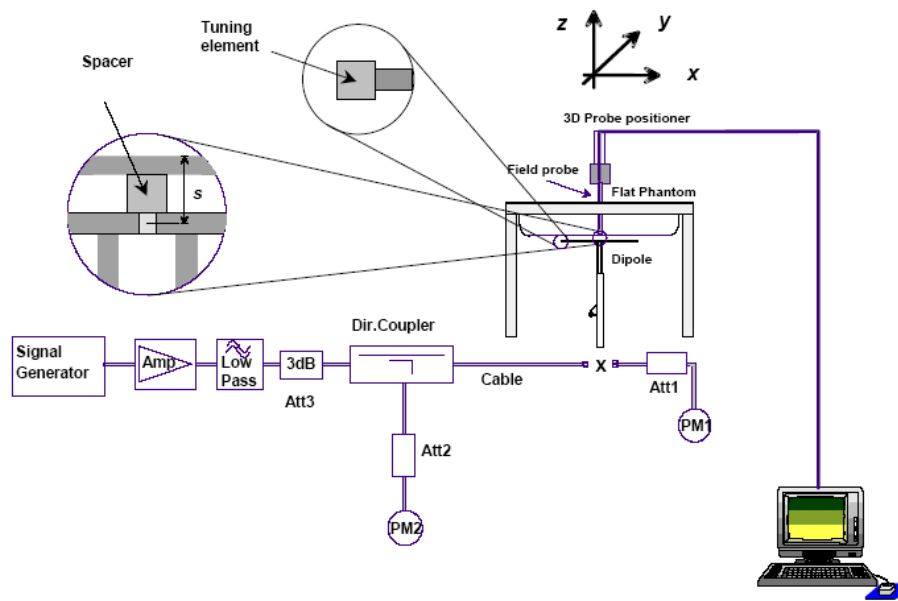 Tuning
element
Spacer
s
z
y
x
3D Probe positioner
Field probe
Flat Phantom
Dipole
Dir.Coupler
Signal
Generator
Amp
Low
Pass
3dB
Att3
Cable
X
Att1
PM1
Att2
PM2